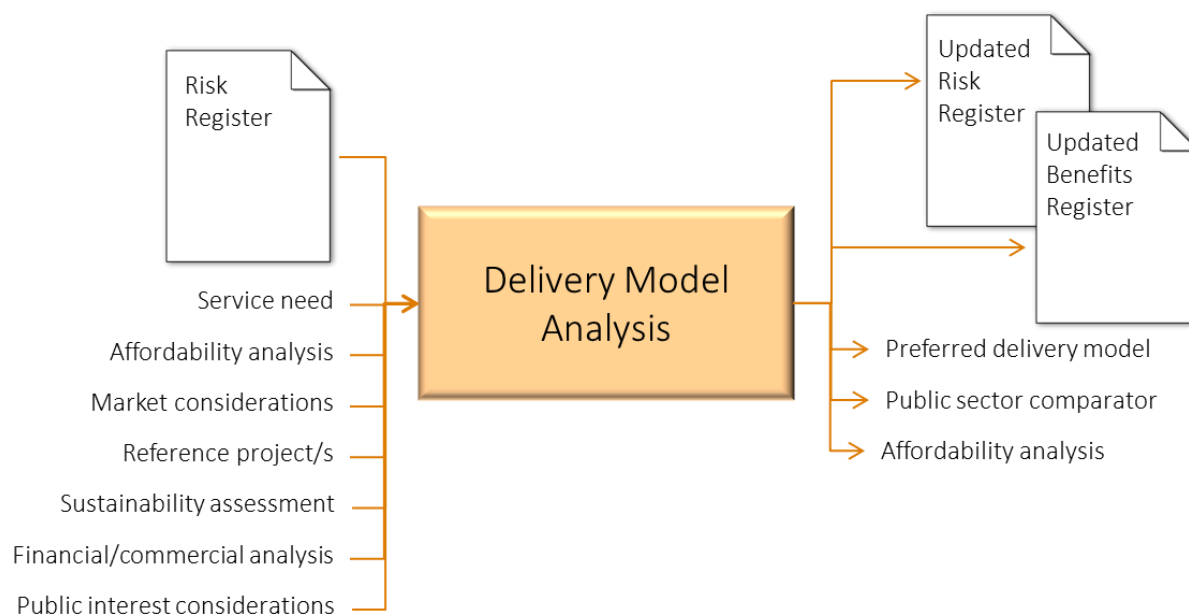 Risk
Register
Service need
Affordability analysis
Market considerations
Reference project/s
Sustainability assessment
Financial/commercial analysis
Public interest considerations
Delivery Model
Analysis
Updated
Risk
Register
Updated
Benefits
Register
Preferred delivery model
Public sector comparator
Affordability analysis